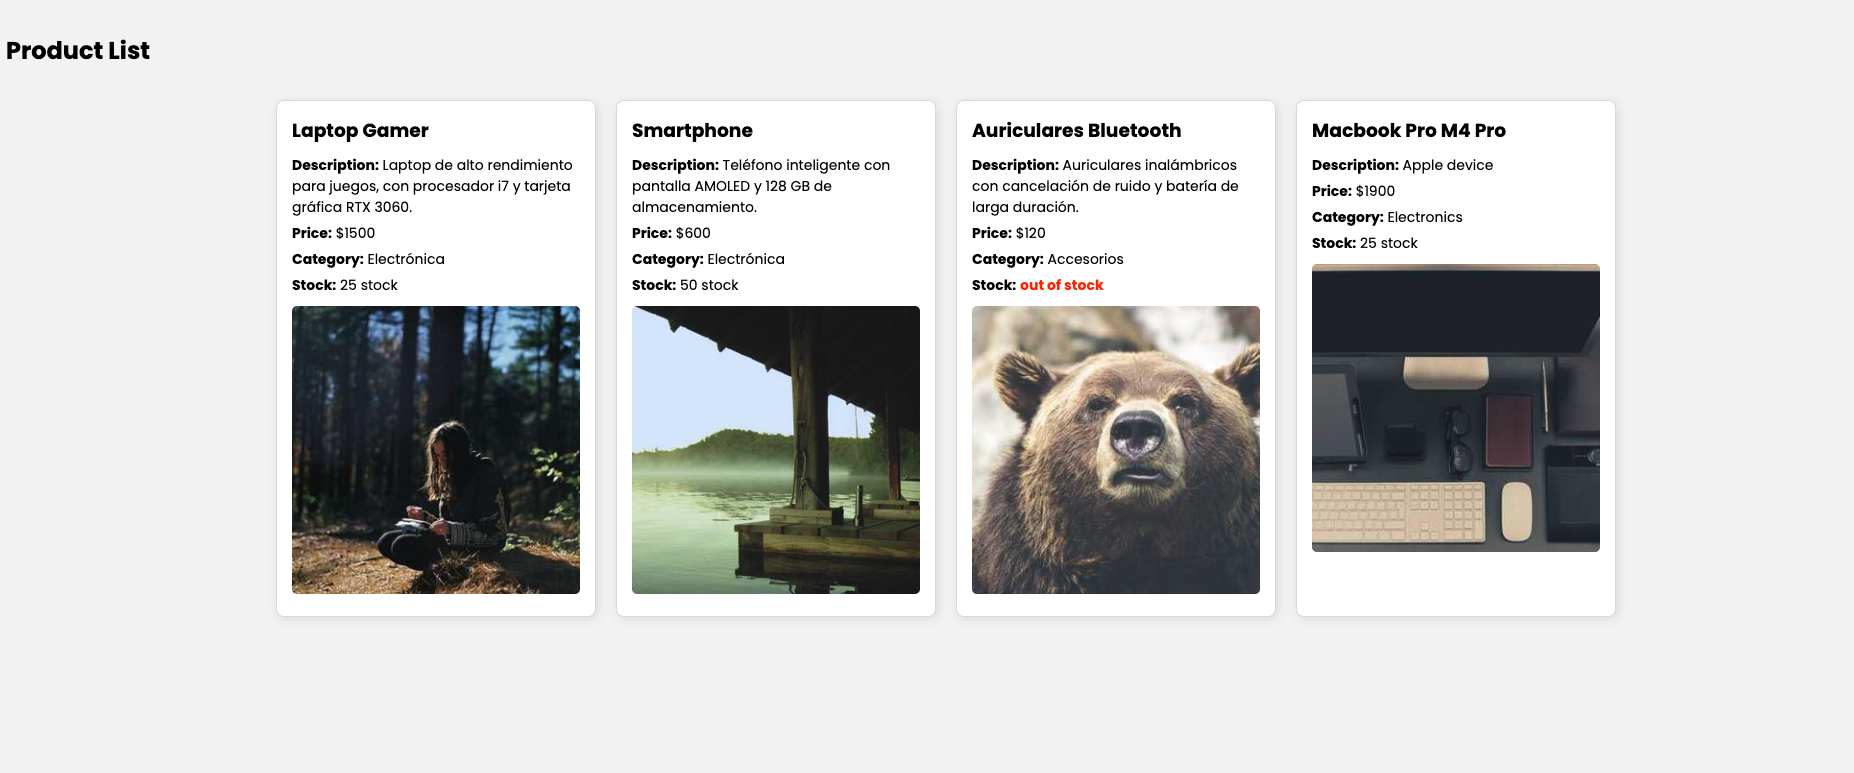 Product List
Laptop Gamer
Description: Laptop de alto rendimiento
para juegos, con procesador i7 y tarjeta
gráfica RTX 3060.
Price: $1500
Category: Electrónica
Stock: 25 stock
Smartphone
Description: Teléfono inteligente con
pantalla AMOLED y 128 GB de
almacenamiento.
Price: $600
Category: Electrónica
Stock: 50 stock
Auriculares Bluetooth
Description: Auriculares inalámbricos
con cancelación de ruido y batería de
larga duración.
Price: $120
Category: Accesorios
Stock: out of stock
Macbook Pro M4 Pro
Description: Apple device
Price: $1900
Category: Electronics
Stock: 25 stock